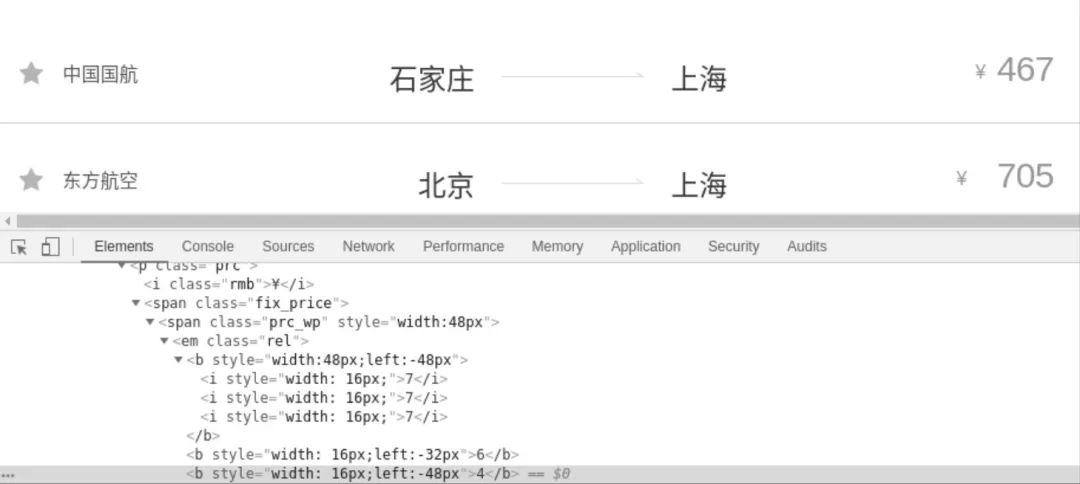 中国国航 石家庄 上海 ¥ 467
东方航空 北京 上海 ¥ 705
Elements Console Sources Network Performance Memory Application Security Audits
▼<p class="prc">
<i class="rmb">¥</i>
▼<span class="fix_price">
▼<span class="prc_wp" style="width:48px">
▼<em class="rel">
▼<b style="width:48px;left:-48px">
<i style="width: 16px;">7</i>
<i style="width: 16px;">7</i>
<i style="width: 16px;">7</i>
</b>
<b style="width: 16px;left:-32px">6</b>
... <b style="width: 16px;left:-48px">4</b> == $0